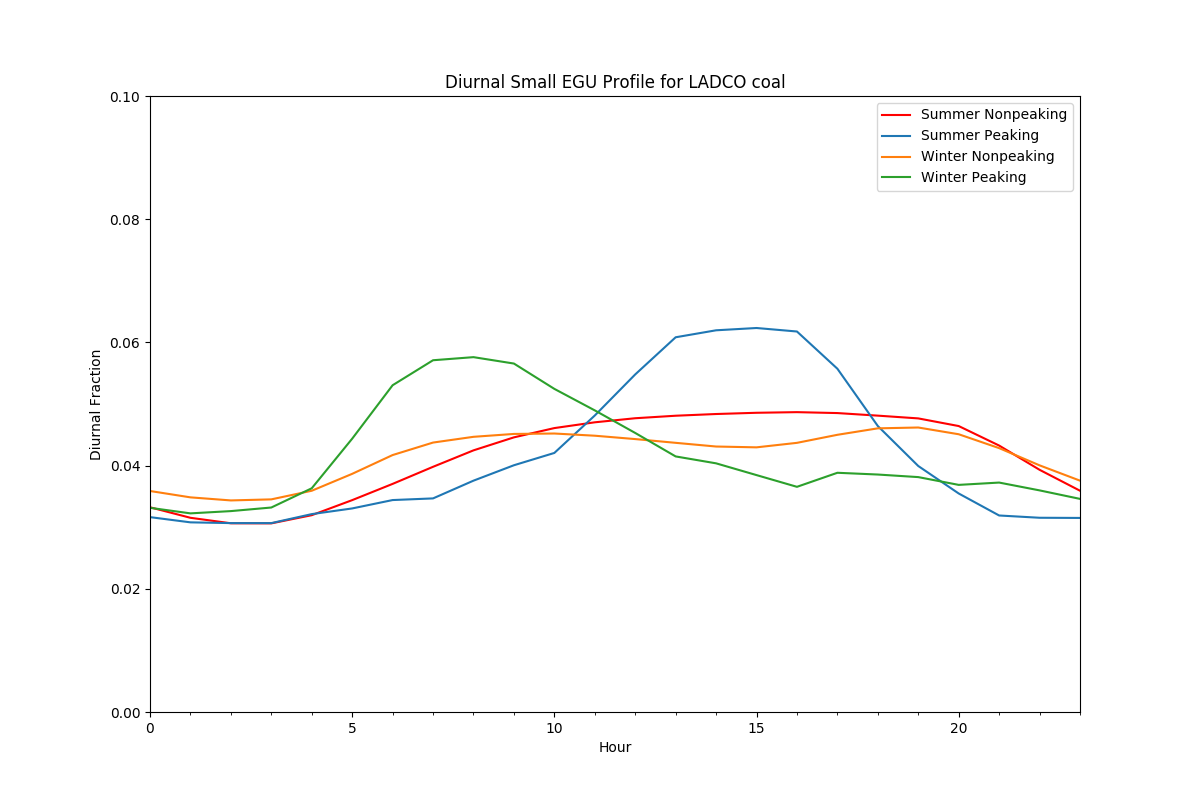 Diurnal Small EGU Profile for LADCO coal
0.10
0.08
0.06
0.04
0.02
0.00
Diurnal Fraction
Summer Nonpeaking
Summer Peaking
Winter Nonpeaking
Winter Peaking
0 5 10 15 20
Hour